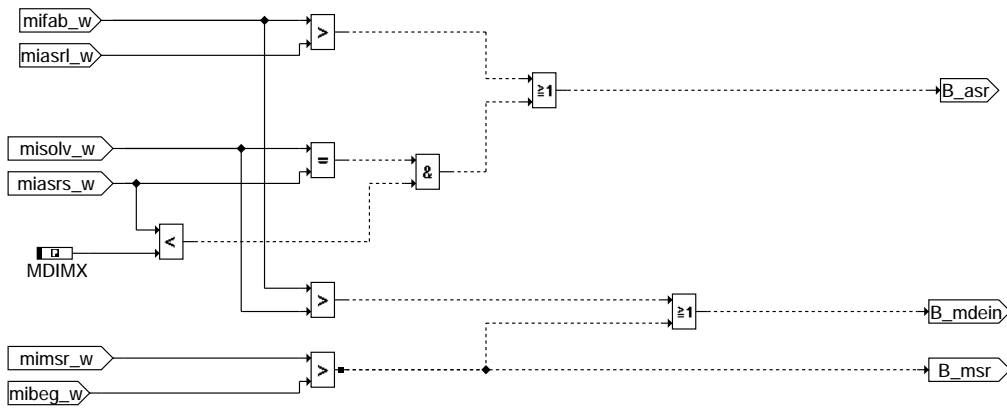 mifab_w
>
miasrl_w
≧1
B_asr
misolv_w
=
&
miasrs_w
<
MDIMX
>
≧1
B_mdein
mimsr_w
>
B_msr
mibeg_w